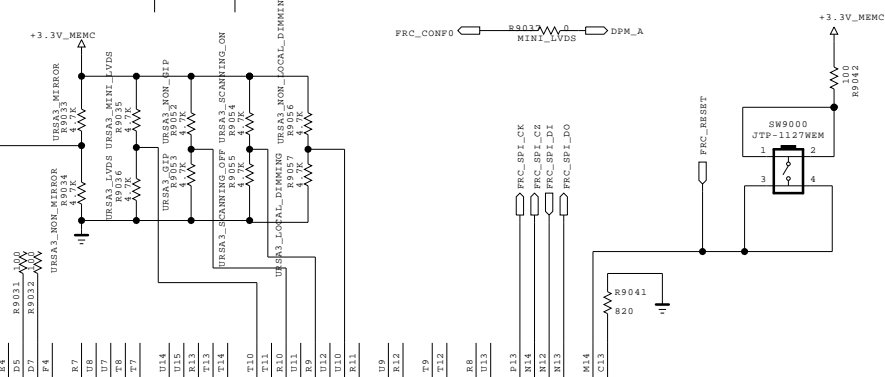 +3.3V_MEMC
URSA3_MIRROR
R9033
4.7K
URSA3_MINI_LVDS
R9035
4.7K
URSA3_NON_GIP
R9052
4.7K
URSA3_SCANNING_ON
R9054
4.7K
URSA3_NON_LOCAL_DIMMING
R9056
4.7K
URSA3_NON_MIRROR
R9034
4.7K
URSA3_LVDS
R9036
4.7K
URSA3_GIP
R9053
4.7K
URSA3_SCANNING_OFF
R9055
4.7K
URSA3_LOCAL_DIMMING
R9057
4.7K
FRC_CONF0
R9037
0
MINI_LVDS
DPM_A
+3.3V_MEMC
100
R9042
SW9000
JTP-1127WEM
1
2
3
4
FRC_RESET
FRC_SPI_CK
FRC_SPI_CZ
FRC_SPI_DI
FRC_SPI_DO
R9031
100
R9032
100
R9041
820
E4
D5
D7
F4
R7
U8
U7
T8
T7
U14
U15
R13
T13
T14
T10
T11
R10
U11
R9
U12
U10
R11
U9
R12
T9
T12
R8
U13
P13
N14
N12
N13
M14
C13